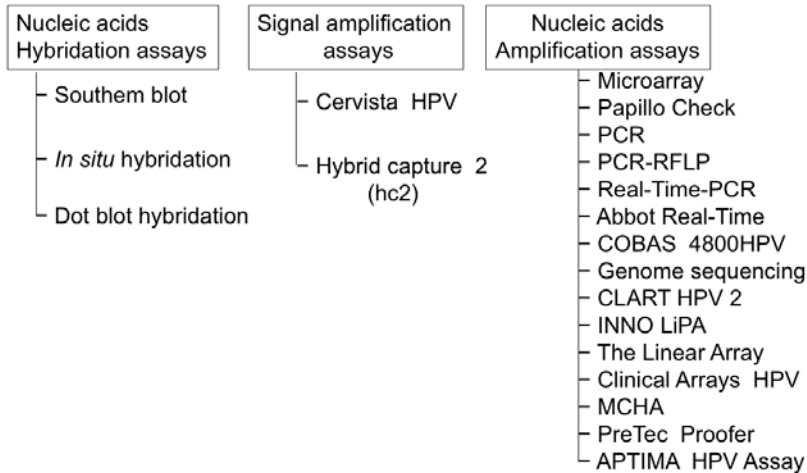 Nucleic acids
Hybridation assays
Southem blot
In situ hybridation
Dot blot hybridation
Signal amplification
assays
Cervista HPV
Hybrid capture 2
(hc2)
Nucleic acids
Amplification assays
Microarray
Papillo Check
PCR
PCR-RFLP
Real-Time-PCR
Abbot Real-Time
COBAS 4800HPV
Genome sequencing
CLART HPV 2
INNO LiPA
The Linear Array
Clinical Arrays HPV
MCHA
PreTec Proofer
APTIMA HPV Assay